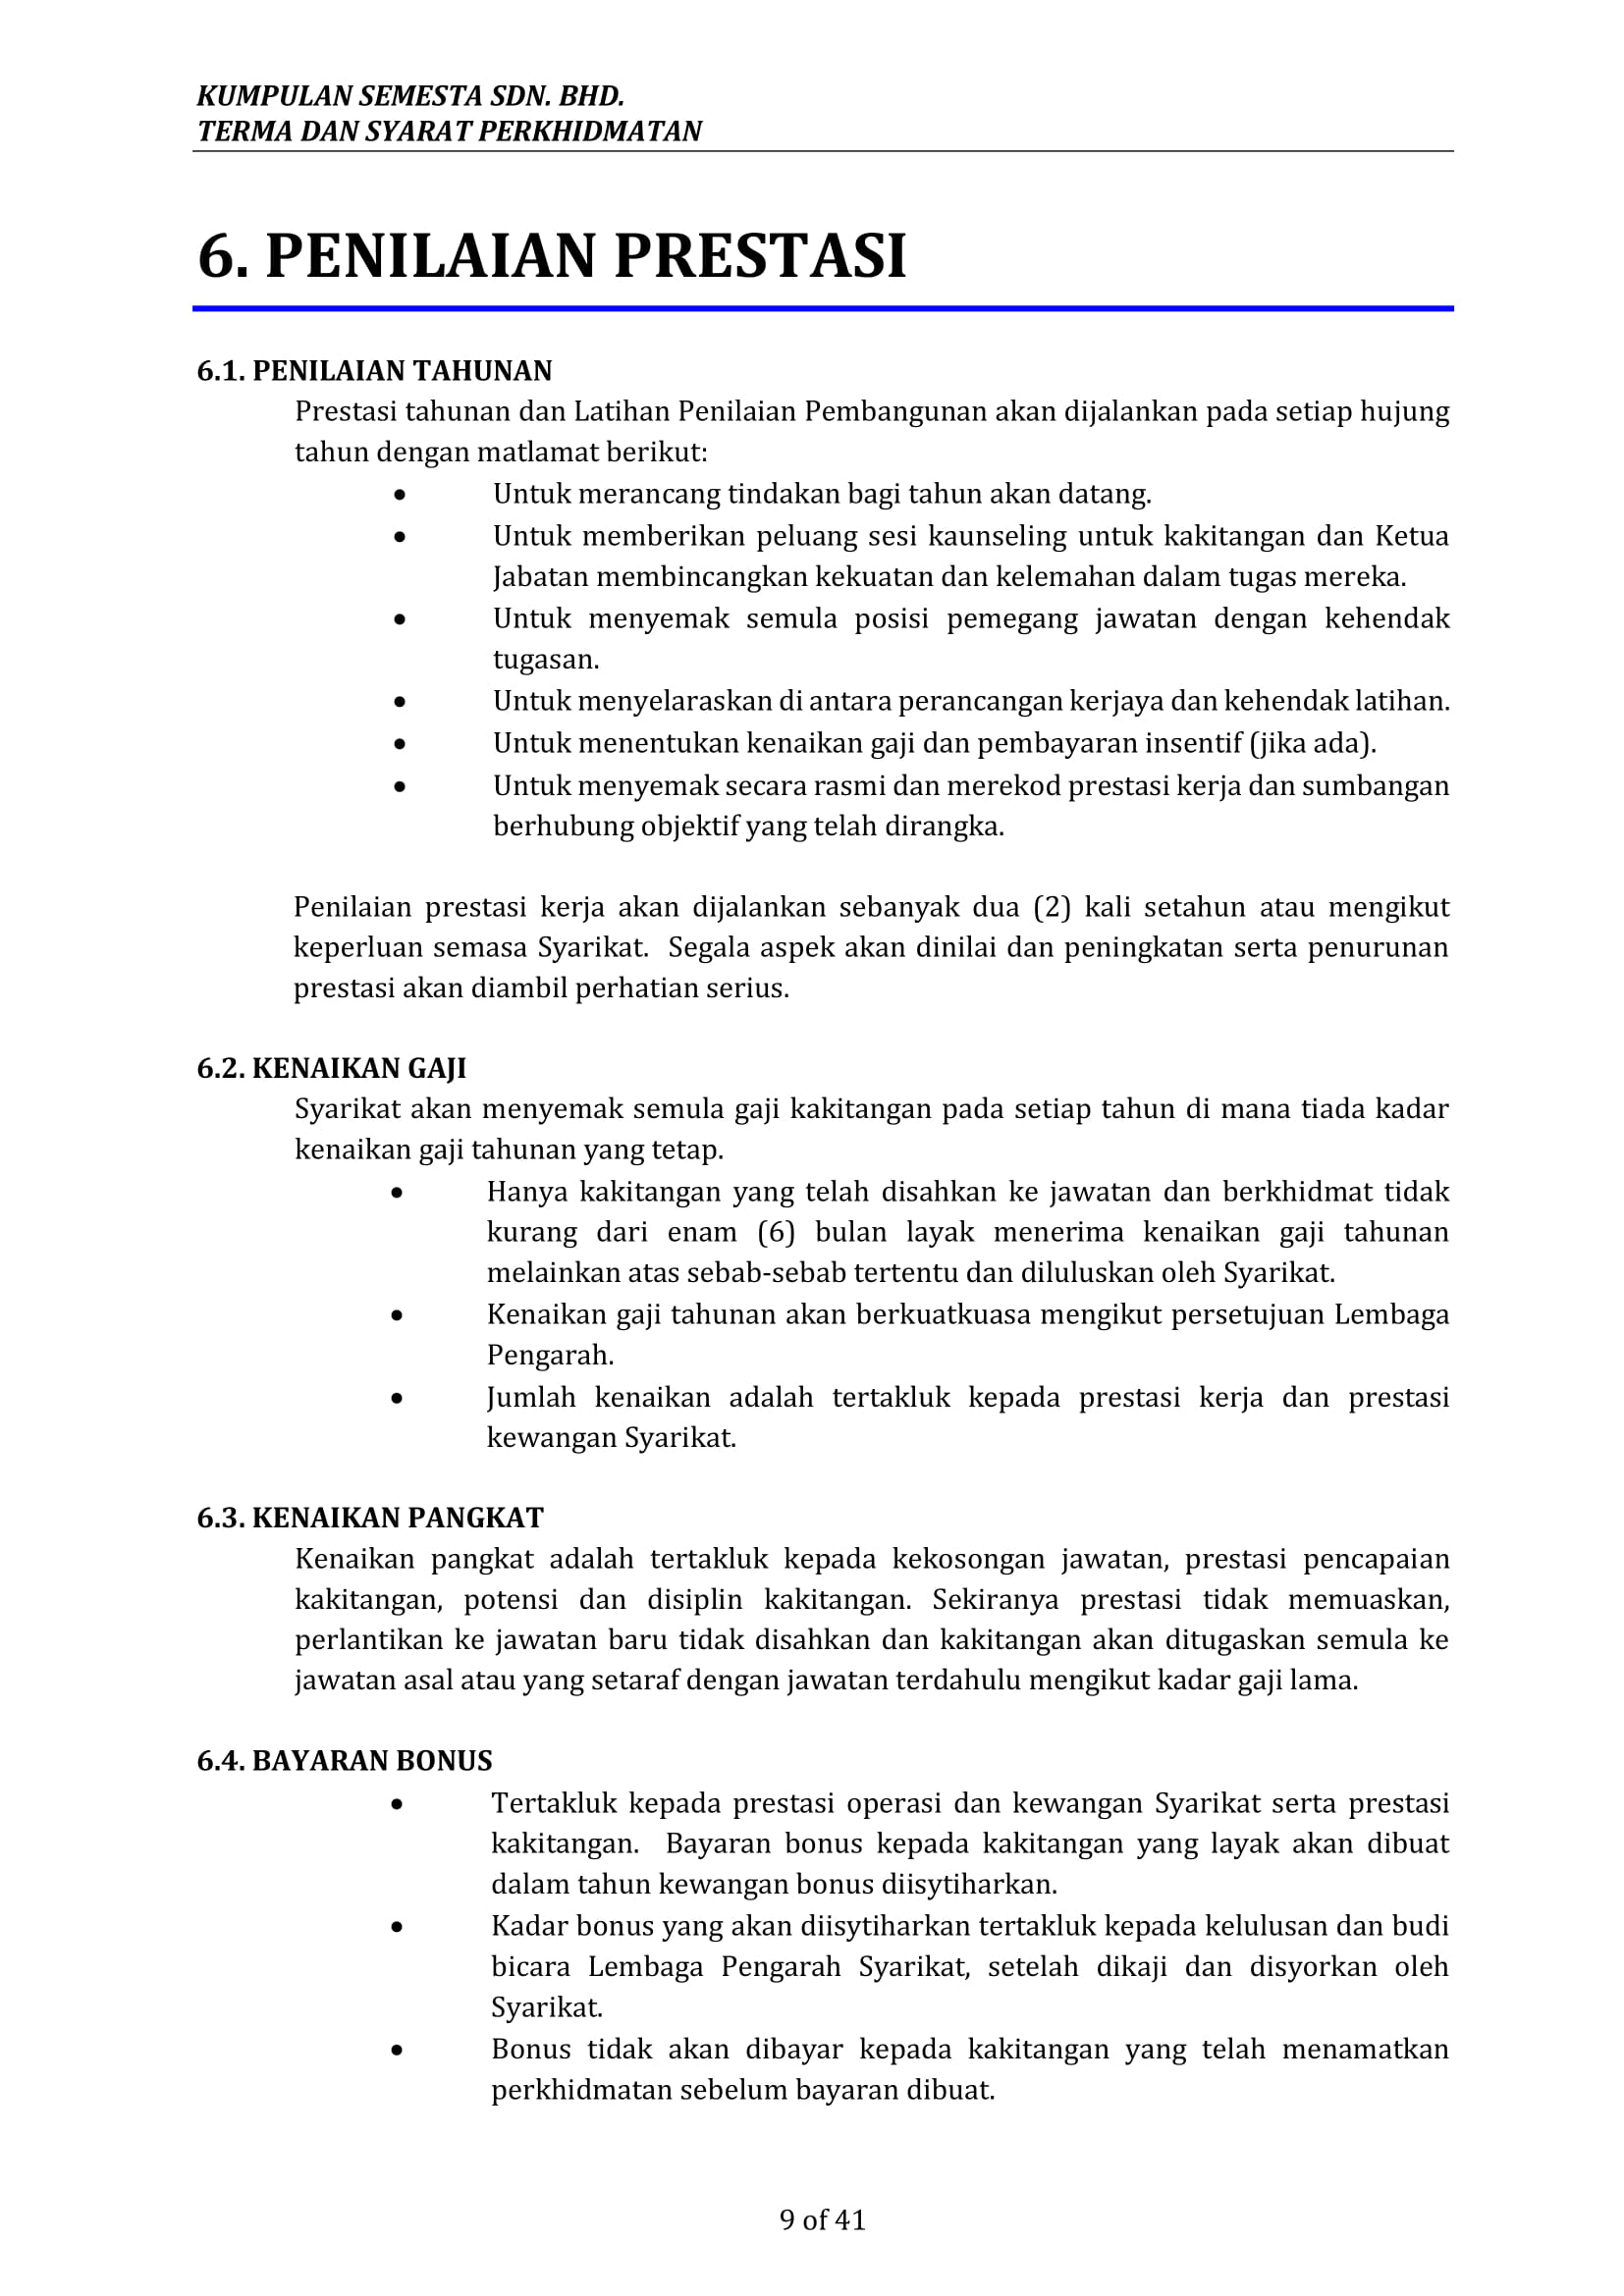 KUMPULAN SEMESTA SDN. BHD.
TERMA DAN SYARAT PERKHIDMATAN
6. PENILAIAN PRESTASI
6.1. PENILAIAN TAHUNAN
Prestasi tahunan dan Latihan Penilaian Pembangunan akan dijalankan pada setiap hujung
tahun dengan matlamat berikut:
• Untuk merancang tindakan bagi tahun akan datang.
• Untuk memberikan peluang sesi kaunseling untuk kakitangan dan Ketua
Jabatan membincangkan kekuatan dan kelemahan dalam tugas mereka.
• Untuk menyemak semula posisi pemegang jawatan dengan kehendak
tugasan.
• Untuk menyelaraskan di antara perancangan kerjaya dan kehendak latihan.
• Untuk menentukan kenaikan gaji dan pembayaran insentif (jika ada).
• Untuk menyemak secara rasmi dan merekod prestasi kerja dan sumbangan
berhubung objektif yang telah dirangka.
Penilaian prestasi kerja akan dijalankan sebanyak dua (2) kali setahun atau mengikut
keperluan semasa Syarikat. Segala aspek akan dinilai dan peningkatan serta penurunan
prestasi akan diambil perhatian serius.
6.2. KENAIKAN GAJI
Syarikat akan menyemak semula gaji kakitangan pada setiap tahun di mana tiada kadar
kenaikan gaji tahunan yang tetap.
• Hanya kakitangan yang telah disahkan ke jawatan dan berkhidmat tidak
kurang dari enam (6) bulan layak menerima kenaikan gaji tahunan
melainkan atas sebab-sebab tertentu dan diluluskan oleh Syarikat.
• Kenaikan gaji tahunan akan berkuatkuasa mengikut persetujuan Lembaga
Pengarah.
• Jumlah kenaikan adalah tertakluk kepada prestasi kerja dan prestasi
kewangan Syarikat.
6.3. KENAIKAN PANGKAT
Kenaikan pangkat adalah tertakluk kepada kekosongan jawatan, prestasi pencapaian
kakitangan, potensi dan disiplin kakitangan. Sekiranya prestasi tidak memuaskan,
perlantikan ke jawatan baru tidak disahkan dan kakitangan akan ditugaskan semula ke
jawatan asal atau yang setaraf dengan jawatan terdahulu mengikut kadar gaji lama.
6.4. BAYARAN BONUS
• Tertakluk kepada prestasi operasi dan kewangan Syarikat serta prestasi
kakitangan. Bayaran bonus kepada kakitangan yang layak akan dibuat
dalam tahun kewangan bonus diisytiharkan.
• Kadar bonus yang akan diisytiharkan tertakluk kepada kelulusan dan budi
bicara Lembaga Pengarah Syarikat, setelah dikaji dan disyorkan oleh
Syarikat.
• Bonus tidak akan dibayar kepada kakitangan yang telah menamatkan
perkhidmatan sebelum bayaran dibuat.
9 of 41